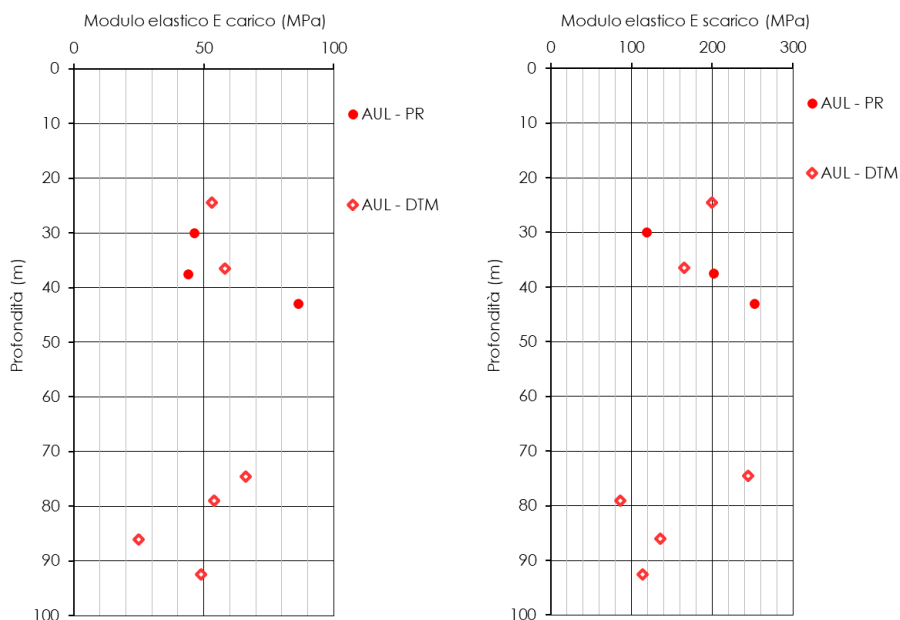 Modulo elastico E carico (MPa)
0 50 100
0
10
20
30
40
50
60
70
80
90
100
Profondità (m)
AUL - PR
AUL - DTM
Modulo elastico E scarico (MPa)
0 100 200 300
0
10
20
30
40
50
60
70
80
90
100
Profondità (m)
AUL - PR
AUL - DTM